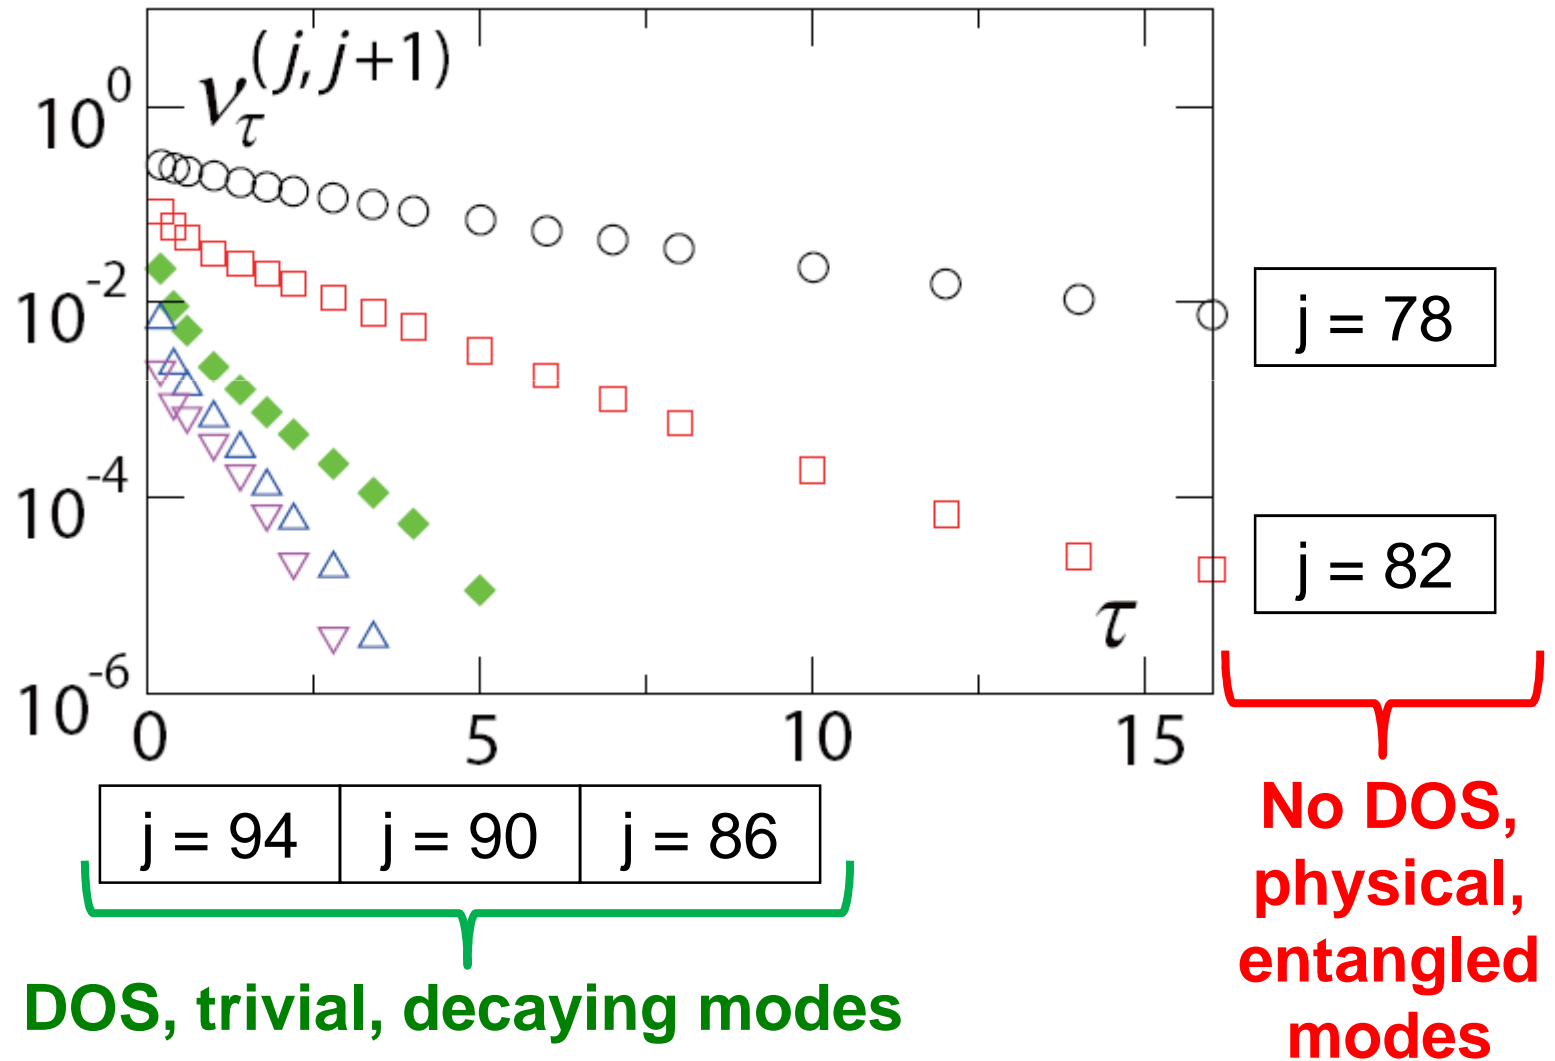 ν_τ^(j, j+1)
10^0
10^-2
10^-4
10^-6
τ
0 5 10 15
j = 78
j = 82
j = 94 j = 90 j = 86
DOS, trivial, decaying modes
No DOS,
physical,
entangled
modes